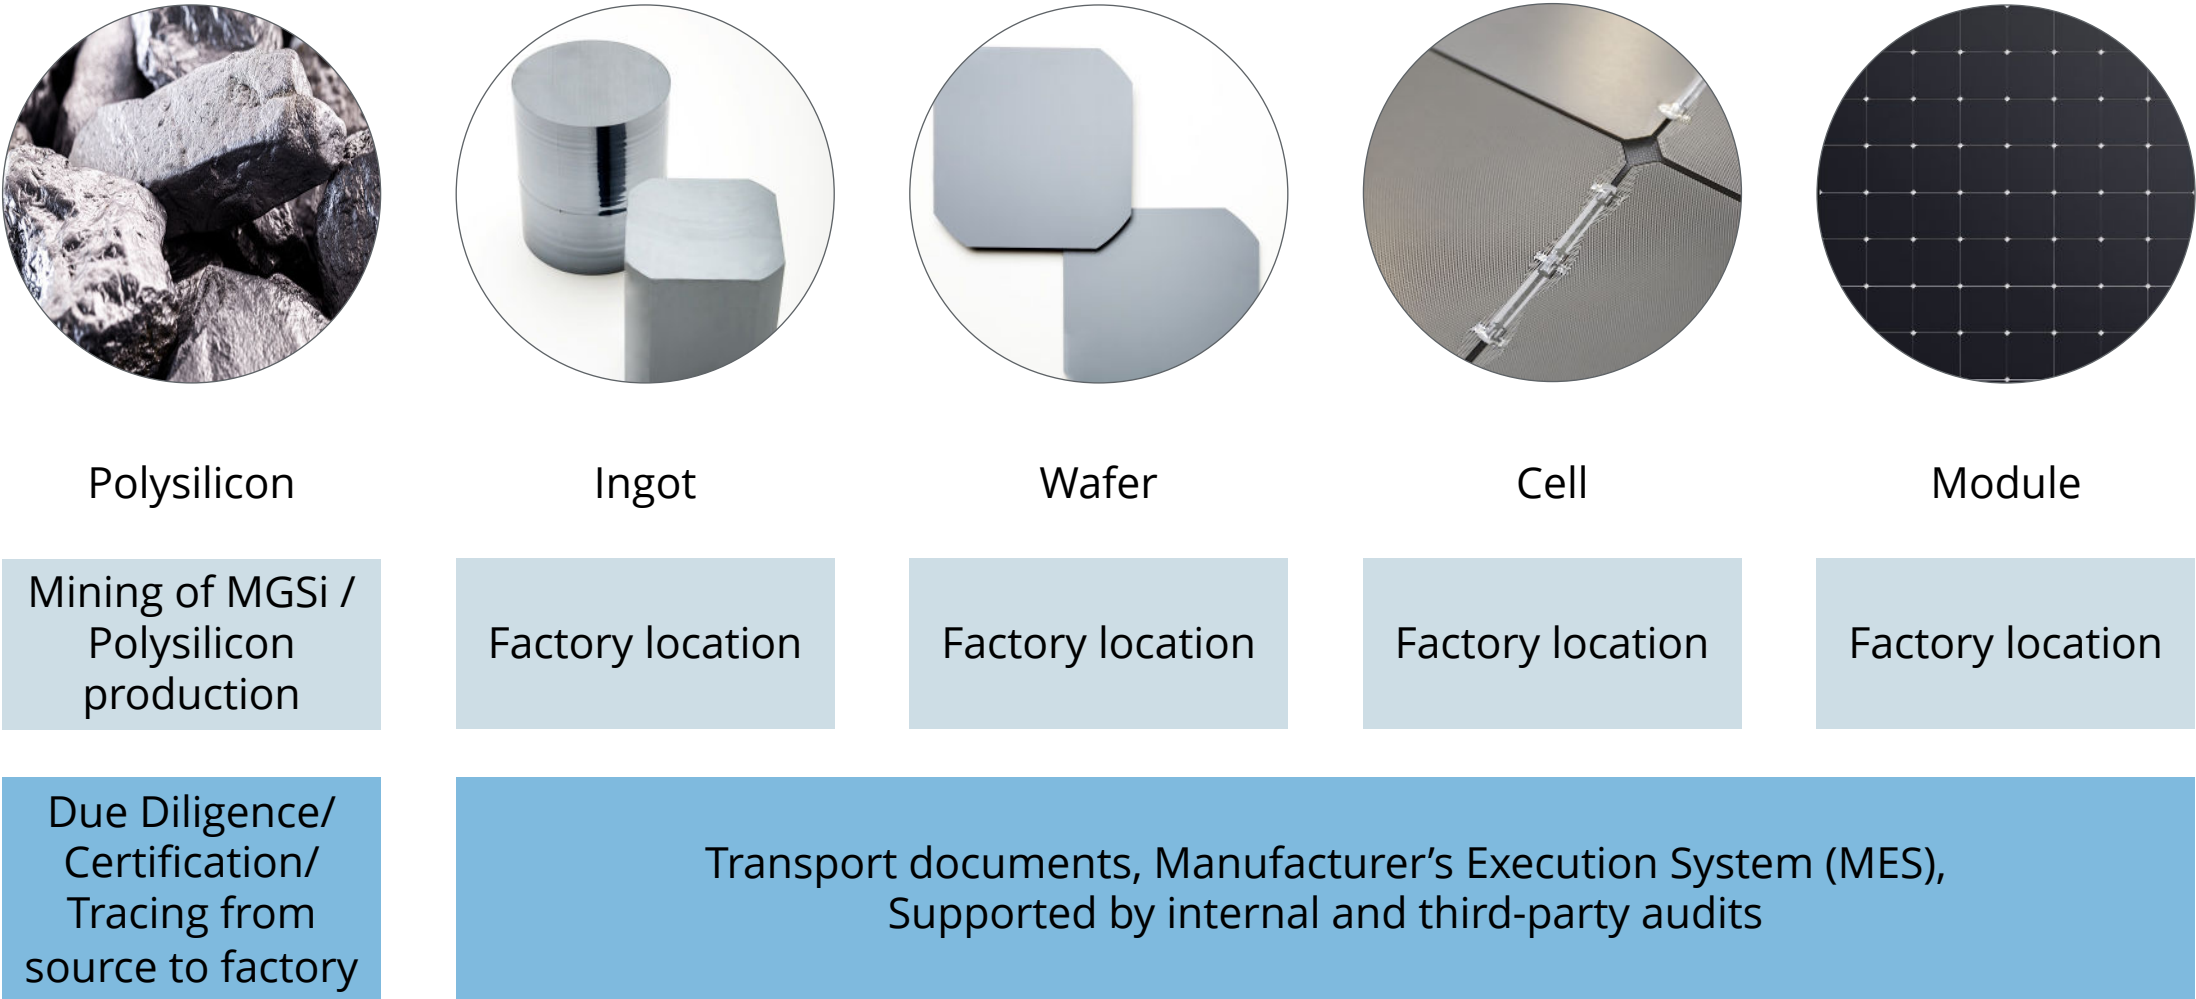 Polysilicon
Ingot
Wafer
Cell
Module
Mining of MGSi /
Polysilicon
production
Factory location
Factory location
Factory location
Factory location
Due Diligence/
Certification/
Tracing from
source to factory
Transport documents, Manufacturer’s Execution System (MES),
Supported by internal and third-party audits